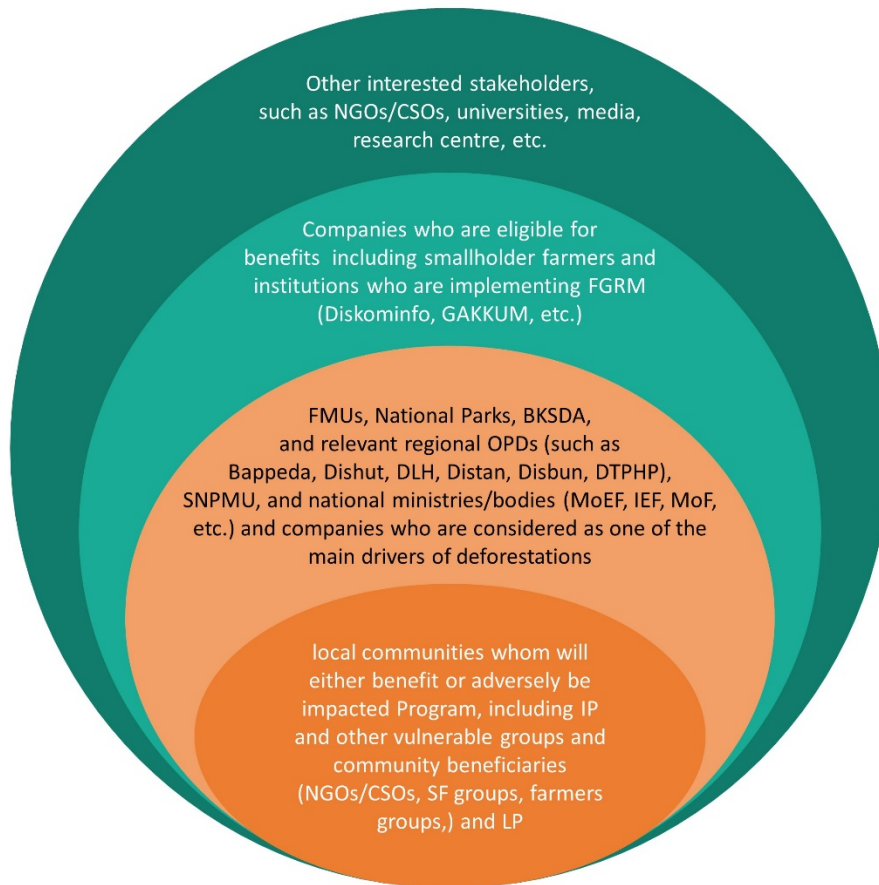 Other interested stakeholders,
such as NGOs/CSOs, universities, media,
research centre, etc.
Companies who are eligible for
benefits including smallholder farmers and
institutions who are implementing FGRM
(Diskominfo, GAKKUM, etc.)
FMUs, National Parks, BKSDA,
and relevant regional OPDs (such as
Bappeda, Dishut, DLH, Distan, Disbun, DTPHP),
SNPMU, and national ministries/bodies (MoEF, IEF, MoF,
etc.) and companies who are considered as one of the
main drivers of deforestations
local communities whom will
either benefit or adversely be
impacted Program, including IP
and other vulnerable groups and
community beneficiaries
(NGOs/CSOs, SF groups, farmers
groups,) and LP